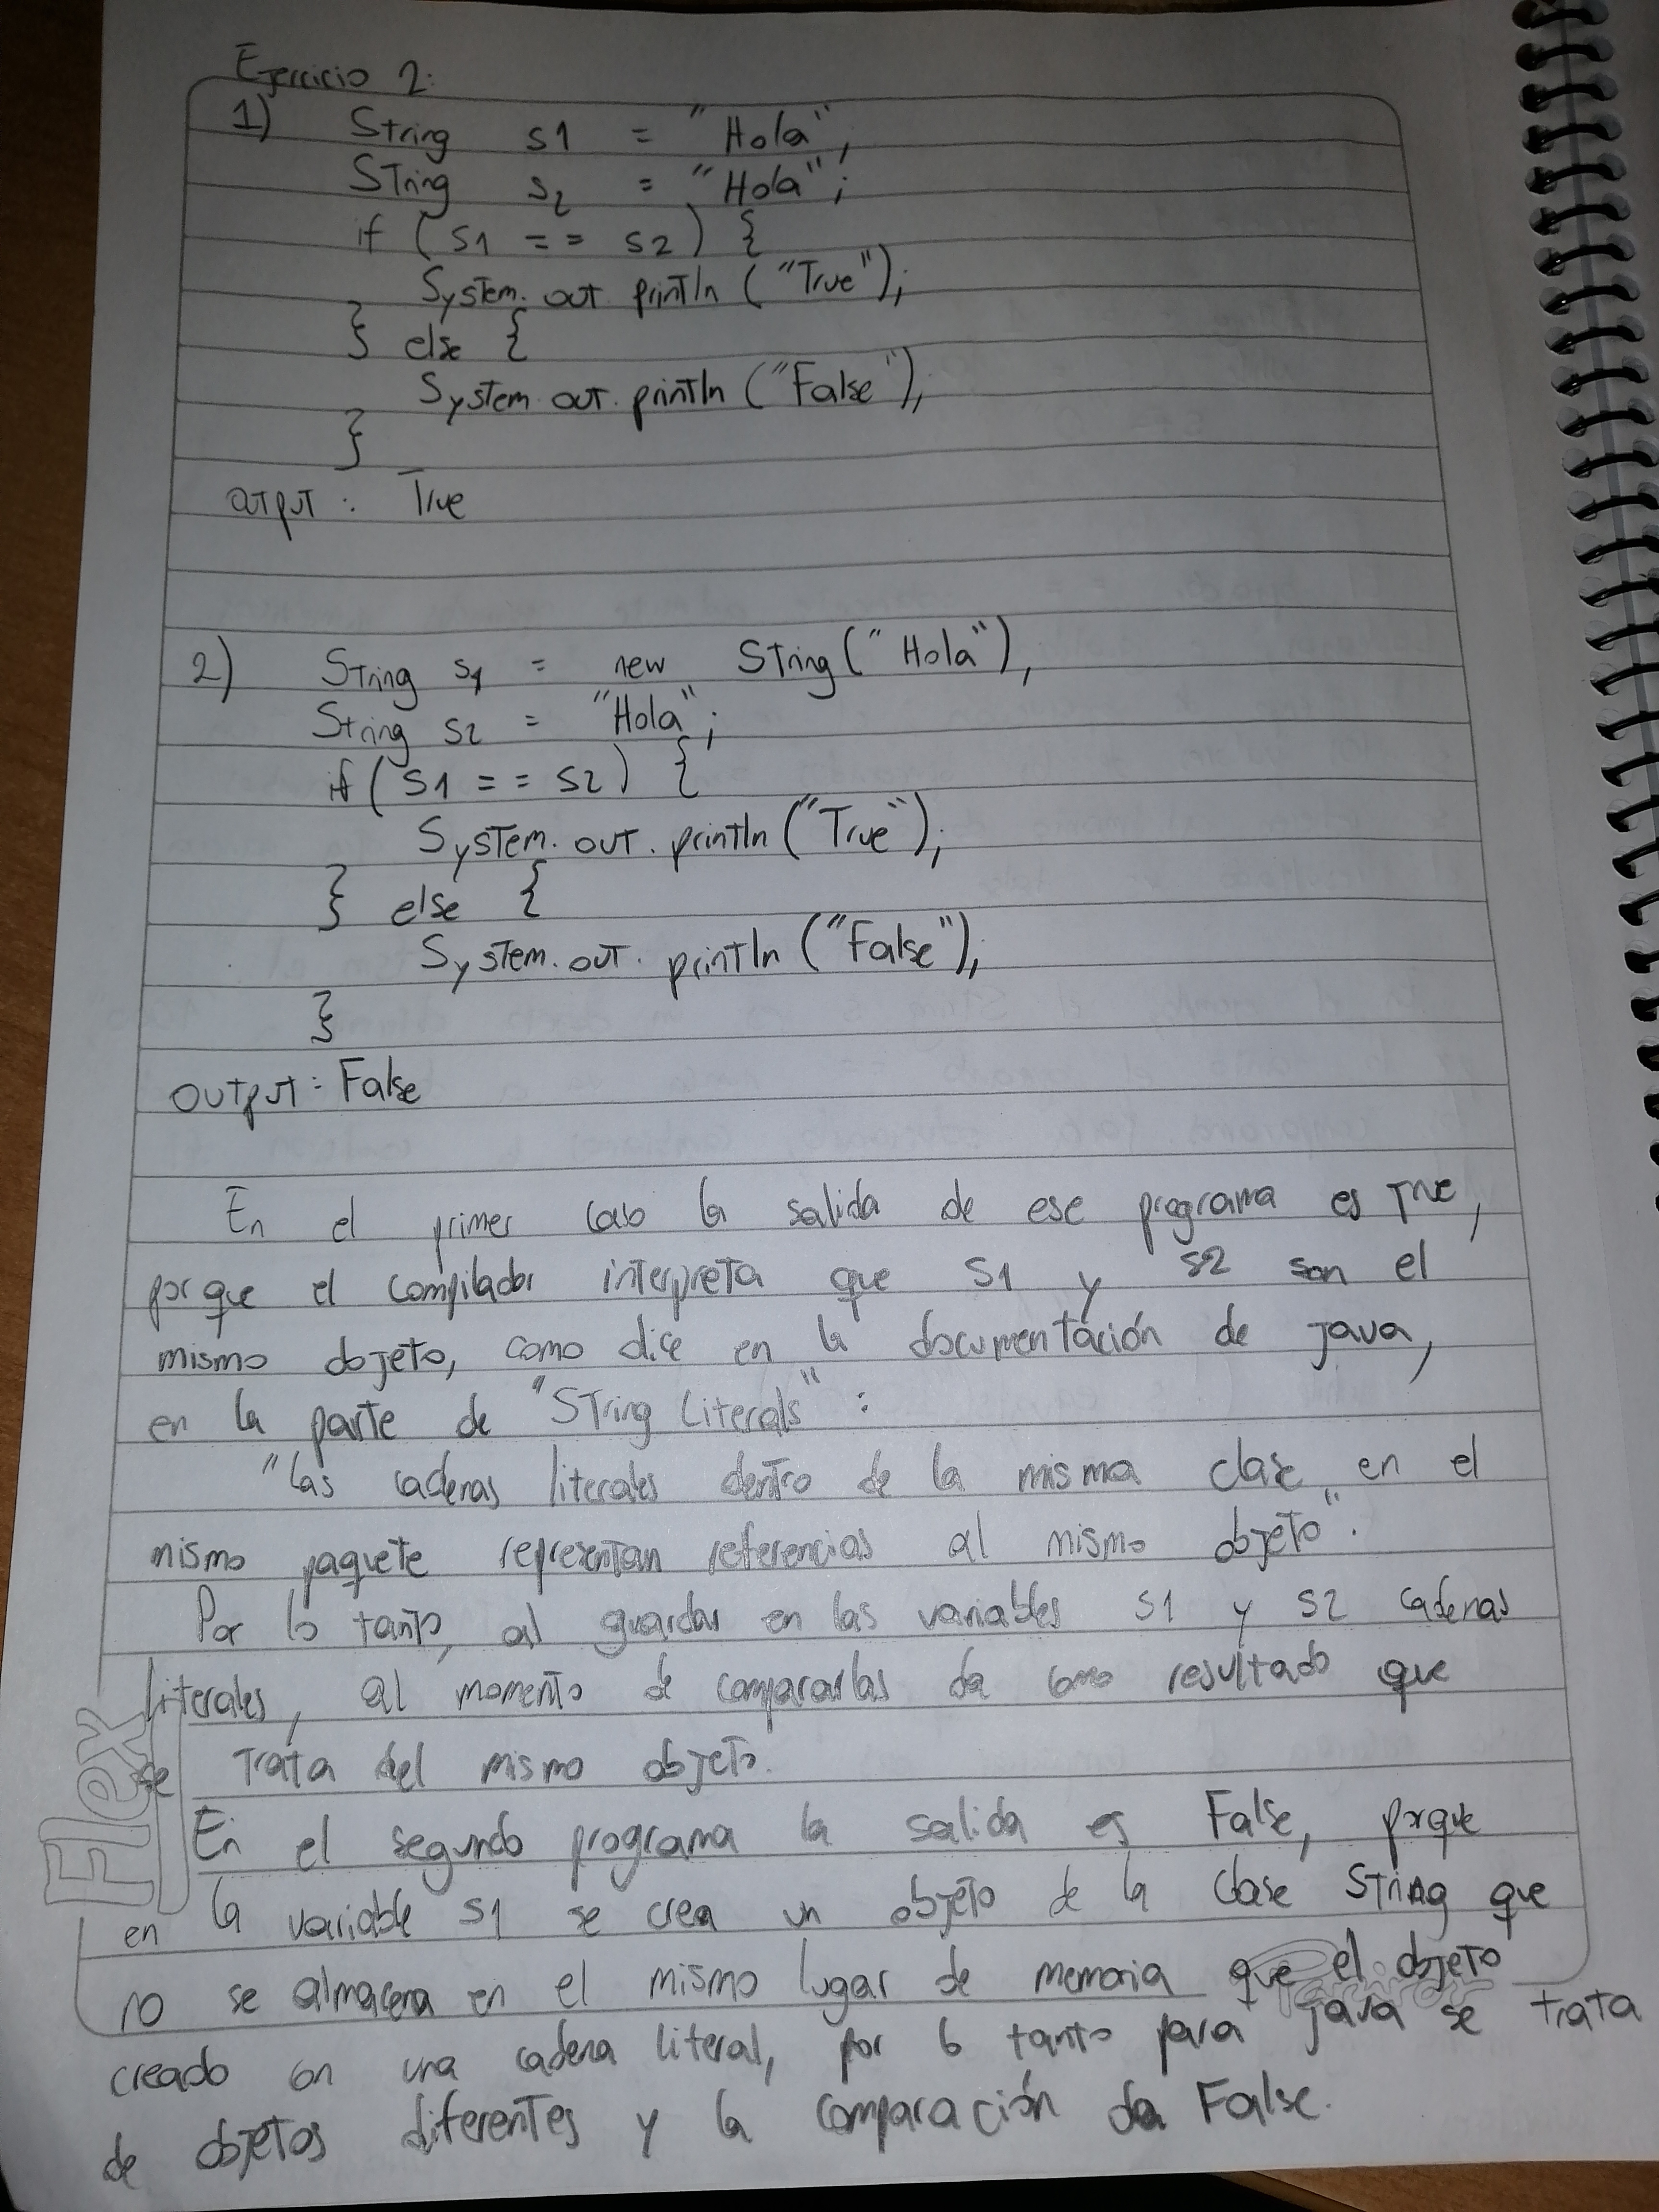 Ejercicio 2:
1) String s1 = "Hola";
String s2 = "Hola";
if (s1 == s2) {
System.out.println("True");
} else {
System.out.println("False");
}
output: True
2) String s1 = new String("Hola");
String s2 = "Hola";
if (s1 == s2) {
System.out.println("True");
} else {
System.out.println("False");
}
output: False
En el primer caso la salida de ese programa es True,
porque el compilador interpreta que s1 y s2 son el
mismo objeto, como dice en la documentación de java,
en la parte de "String Literals":
"las cadenas literales dentro de la misma clase en el
mismo paquete representan referencias al mismo objeto".
Por lo tanto, al guardar en las variables s1 y s2 cadenas
literales, al momento de compararlas da como resultado que
se trata del mismo objeto.
En el segundo programa la salida es False, porque
en la variable s1 se crea un objeto de la clase String que
no se almacena en el mismo lugar de memoria que el objeto
creado con una cadena literal, por lo tanto para java se trata
de objetos diferentes y la comparación da False.
Flex